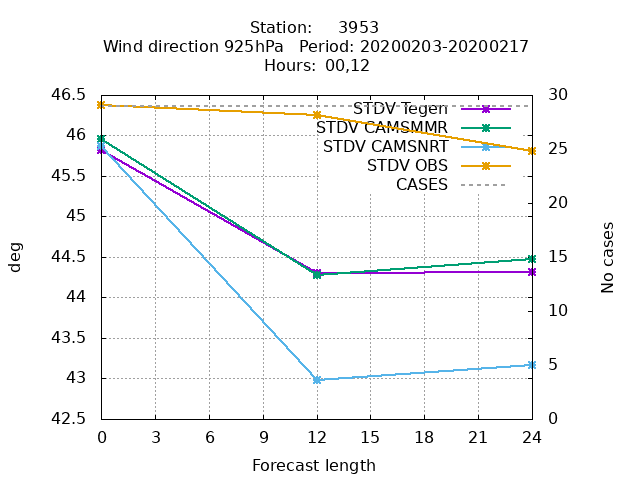 Station: 3953
Wind direction 925hPa Period: 20200203-20200217
Hours: 00,12
46.5
46
45.5
45
44.5
44
43.5
43
42.5
deg
STDV Tegen
STDV CAMSMMR
STDV CAMSNRT
STDV OBS
CASES
30
25
20
15
10
5
0
No cases
0 3 6 9 12 15 18 21 24
Forecast length